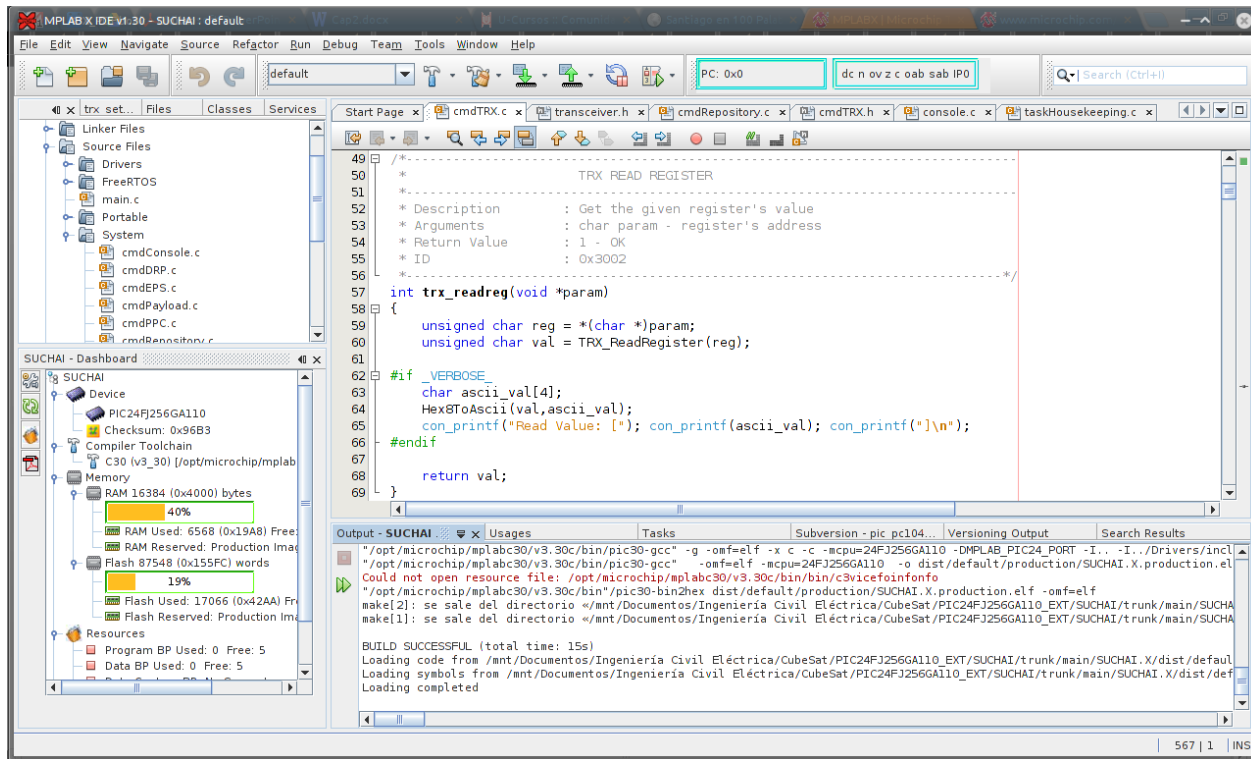 MPLAB X IDE v1.30 - SUCHAI : default
File Edit View Navigate Source Refactor Run Debug Team Tools Window Help
default
PC: 0x0
dc n ov z c oab sab IP0
Search (Ctrl+I)
trx set... Files Classes Services
Linker Files
Source Files
Drivers
FreeRTOS
main.c
Portable
System
cmdConsole.c
cmdDRP.c
cmdEPS.c
cmdPayload.c
cmdPPC.c
cmdRepository.c
SUCHAI - Dashboard
SUCHAI
Device
PIC24FJ256GA110
Checksum: 0x96B3
Compiler Toolchain
C30 (v3_30) [/opt/microchip/mplab
Memory
RAM 16384 (0x4000) bytes
40%
RAM Used: 6568 (0x19A8) Free:
RAM Reserved: Production Imag
Flash 87548 (0x155FC) words
19%
Flash Used: 17066 (0x42AA) Fr
Flash Reserved: Production Ima
Resources
Program BP Used: 0 Free: 5
Data BP Used: 0 Free: 5
Start Page cmdTRX.c transceiver.h cmdRepository.c cmdTRX.h console.c taskHousekeeping.c
49 /*-----------------------------------------------------------------------------
50 * TRX READ REGISTER
51 *-----------------------------------------------------------------------------
52 * Description : Get the given register's value
53 * Arguments : char param - register's address
54 * Return Value : 1 - OK
55 * ID : 0x3002
56 *----------------------------------------------------------------------------*/
57 int trx_readreg(void *param)
58 {
59 unsigned char reg = *(char *)param;
60 unsigned char val = TRX_ReadRegister(reg);
61
62 #if _VERBOSE_
63 char ascii_val[4];
64 Hex8ToAscii(val,ascii_val);
65 con_printf("Read Value: ["); con_printf(ascii_val); con_printf("]\n");
66 #endif
67
68 return val;
69 }
Output - SUCHAI ... Usages Tasks Subversion - pic pc104... Versioning Output Search Results
"/opt/microchip/mplabc30/v3.30c/bin/pic30-gcc" -g -omf=elf -x c -c -mcpu=24FJ256GA110 -DMPLAB_PIC24_PORT -I.. -I../Drivers/incl
"/opt/microchip/mplabc30/v3.30c/bin/pic30-gcc" -omf=elf -mcpu=24FJ256GA110 -o dist/default/production/SUCHAI.X.production.el
Could not open resource file: /opt/microchip/mplabc30/v3.30c/bin/bin/c3vicefoinfonfo
"/opt/microchip/mplabc30/v3.30c/bin"/pic30-bin2hex dist/default/production/SUCHAI.X.production.elf -omf=elf
make[2]: se sale del directorio «/mnt/Documentos/Ingeniería Civil Eléctrica/CubeSat/PIC24FJ256GA110_EXT/SUCHAI/trunk/main/SUCHA
make[1]: se sale del directorio «/mnt/Documentos/Ingeniería Civil Eléctrica/CubeSat/PIC24FJ256GA110_EXT/SUCHAI/trunk/main/SUCHA
BUILD SUCCESSFUL (total time: 15s)
Loading code from /mnt/Documentos/Ingeniería Civil Eléctrica/CubeSat/PIC24FJ256GA110_EXT/SUCHAI/trunk/main/SUCHAI.X/dist/defaul
Loading symbols from /mnt/Documentos/Ingeniería Civil Eléctrica/CubeSat/PIC24FJ256GA110_EXT/SUCHAI/trunk/main/SUCHAI.X/dist/def
Loading completed
567 | 1 INS